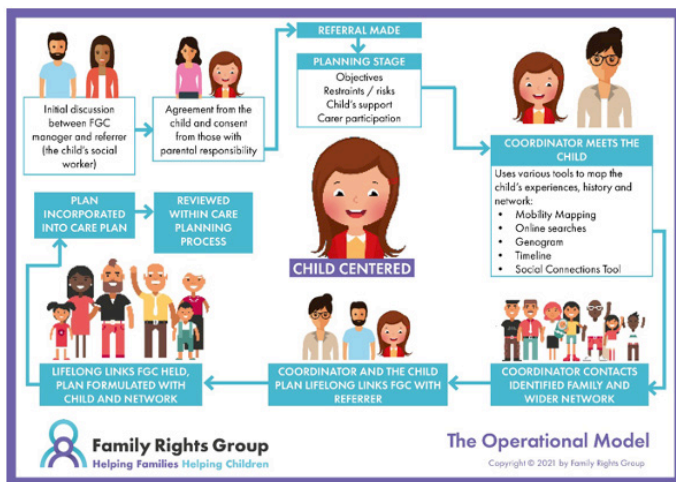 Initial discussion
between FGC
manager and referrer
(the child's social
worker)
Agreement from
the child and consent
from those with
parental responsibility
REFERRAL MADE
PLANNING STAGE
Objectives
Restraints / risks
Child's support
Carer participation
COORDINATOR MEETS THE
CHILD
Uses various tools to map the
child's experiences, history and
network:
• Mobility Mapping
• Online searches
• Genogram
• Timeline
• Social Connections Tool
COORDINATOR CONTACTS
IDENTIFIED FAMILY AND
WIDER NETWORK
COORDINATOR AND THE CHILD
PLAN LIFELONG LINKS FGC WITH
REFERRER
LIFELONG LINKS FGC HELD,
PLAN FORMULATED WITH
CHILD AND NETWORK
PLAN
INCORPORATED
INTO CARE PLAN
REVIEWED
WITHIN CARE
PLANNING
PROCESS
CHILD CENTERED
Family Rights Group
Helping Families Helping Children
The Operational Model
Copyright © 2021 by Family Rights Group